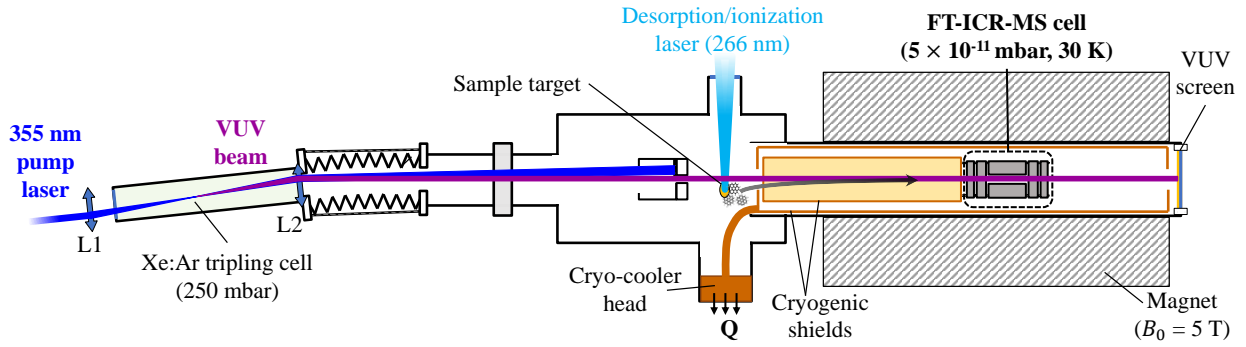 Desorption/ionization
laser (266 nm)
FT-ICR-MS cell
(5 × 10⁻¹¹ mbar, 30 K)
VUV
screen
Sample target
355 nm
pump
laser
VUV
beam
L1
L2
Xe:Ar tripling cell
(250 mbar)
Cryo-cooler
head
Q
Cryogenic
shields
Magnet
(B₀ = 5 T)